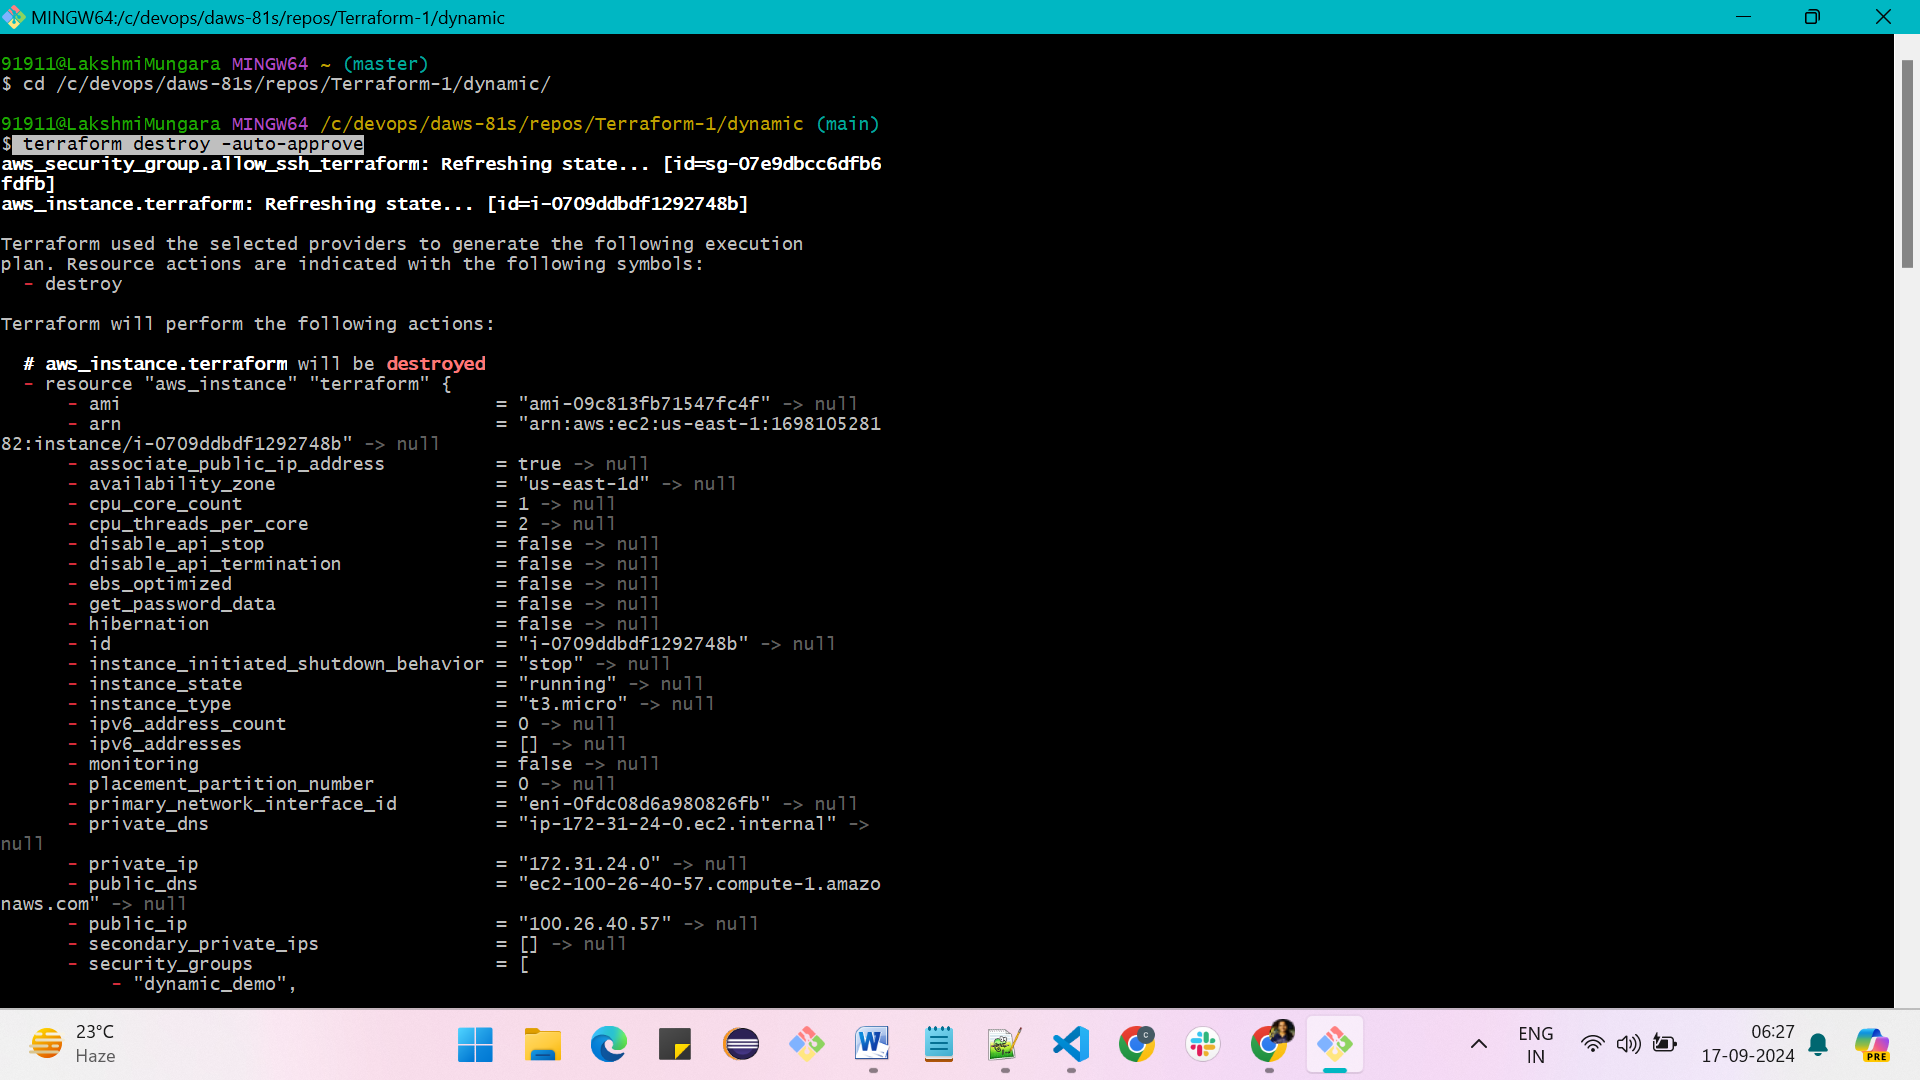 MINGW64:/c/devops/daws-81s/repos/Terraform-1/dynamic
91911@LakshmiMungara MINGW64 ~ (master)
$ cd /c/devops/daws-81s/repos/Terraform-1/dynamic/
91911@LakshmiMungara MINGW64 /c/devops/daws-81s/repos/Terraform-1/dynamic (main)
$ terraform destroy -auto-approve
aws_security_group.allow_ssh_terraform: Refreshing state... [id=sg-07e9dbcc6dfb6
fdfb]
aws_instance.terraform: Refreshing state... [id=i-0709ddbdf1292748b]
Terraform used the selected providers to generate the following execution
plan. Resource actions are indicated with the following symbols:
  - destroy
Terraform will perform the following actions:
  # aws_instance.terraform will be destroyed
  - resource "aws_instance" "terraform" {
      - ami                                  = "ami-09c813fb71547fc4f" -> null
      - arn                                  = "arn:aws:ec2:us-east-1:1698105281
82:instance/i-0709ddbdf1292748b" -> null
      - associate_public_ip_address          = true -> null
      - availability_zone                    = "us-east-1d" -> null
      - cpu_core_count                       = 1 -> null
      - cpu_threads_per_core                 = 2 -> null
      - disable_api_stop                     = false -> null
      - disable_api_termination              = false -> null
      - ebs_optimized                        = false -> null
      - get_password_data                    = false -> null
      - hibernation                          = false -> null
      - id                                   = "i-0709ddbdf1292748b" -> null
      - instance_initiated_shutdown_behavior = "stop" -> null
      - instance_state                       = "running" -> null
      - instance_type                        = "t3.micro" -> null
      - ipv6_address_count                   = 0 -> null
      - ipv6_addresses                       = [] -> null
      - monitoring                           = false -> null
      - placement_partition_number           = 0 -> null
      - primary_network_interface_id         = "eni-0fdc08d6a980826fb" -> null
      - private_dns                          = "ip-172-31-24-0.ec2.internal" ->
null
      - private_ip                           = "172.31.24.0" -> null
      - public_dns                           = "ec2-100-26-40-57.compute-1.amazo
naws.com" -> null
      - public_ip                            = "100.26.40.57" -> null
      - secondary_private_ips                = [] -> null
      - security_groups                      = [
          - "dynamic_demo",
23°C
Haze
ENG
IN
06:27
17-09-2024
PRE